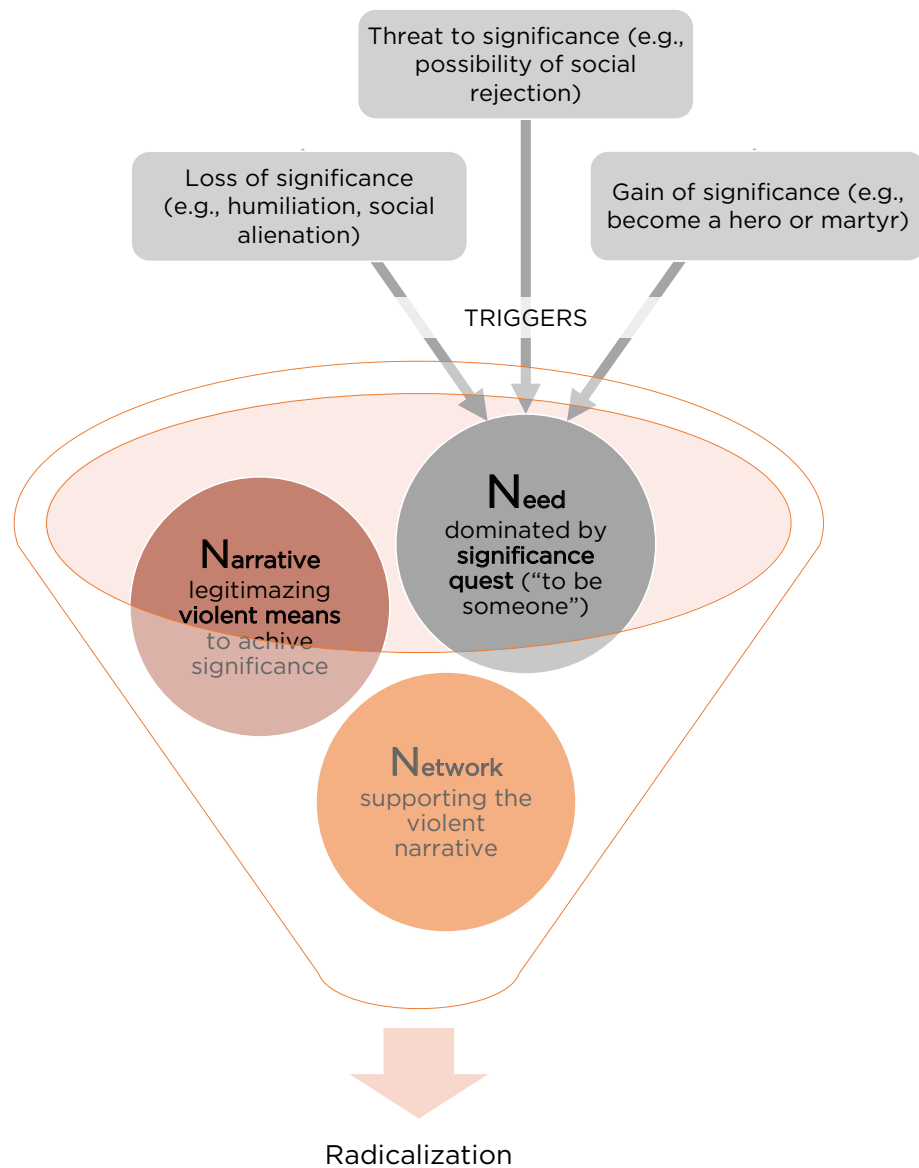 Threat to significance (e.g.,
possibility of social
rejection)
Loss of significance
(e.g., humiliation, social
alienation)
Gain of significance (e.g.,
become a hero or martyr)
TRIGGERS
Need
dominated by
significance
quest (“to be
someone”)
Narrative
legitimazing
violent means
to achive
significance
Network
supporting the
violent
narrative
Radicalization